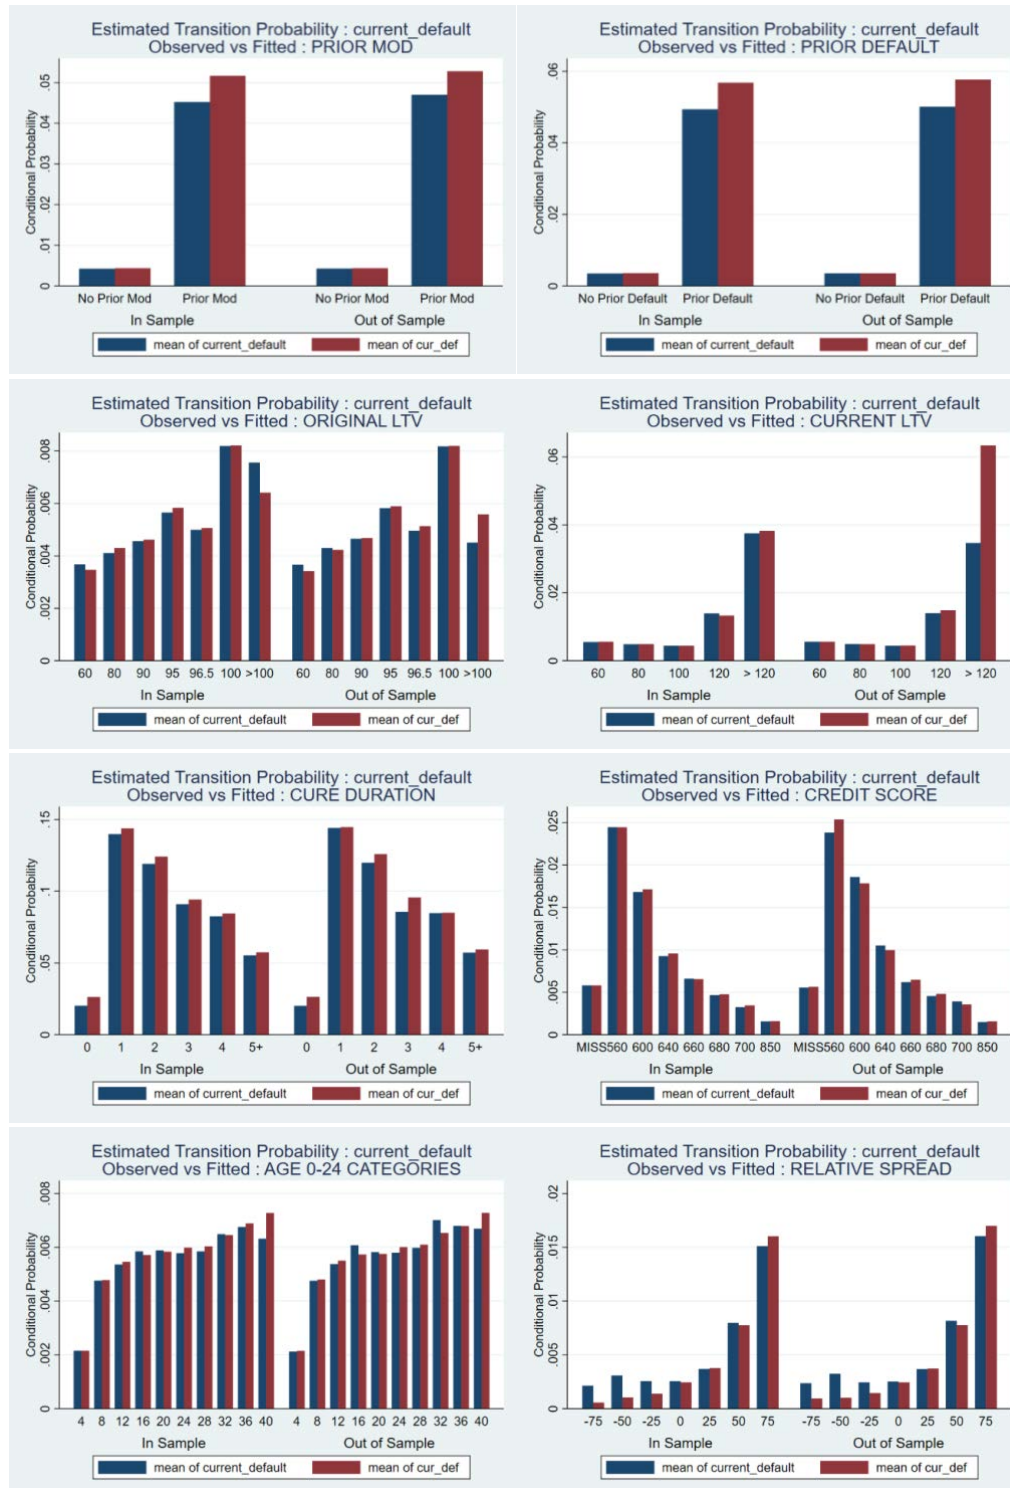 Estimated Transition Probability : current_default
Observed vs Fitted : PRIOR MOD
Conditional Probability
0 .01 .02 .03 .04 .05
No Prior Mod Prior Mod No Prior Mod Prior Mod
In Sample Out of Sample
mean of current_default mean of cur_def
Estimated Transition Probability : current_default
Observed vs Fitted : PRIOR DEFAULT
Conditional Probability
0 .02 .04 .06
No Prior Default Prior Default No Prior Default Prior Default
In Sample Out of Sample
mean of current_default mean of cur_def
Estimated Transition Probability : current_default
Observed vs Fitted : ORIGINAL LTV
Conditional Probability
0 .002 .004 .006 .008
60 80 90 95 96.5 100 >100 60 80 90 95 96.5 100 >100
In Sample Out of Sample
mean of current_default mean of cur_def
Estimated Transition Probability : current_default
Observed vs Fitted : CURRENT LTV
Conditional Probability
0 .02 .04 .06
60 80 100 120 > 120 60 80 100 120 > 120
In Sample Out of Sample
mean of current_default mean of cur_def
Estimated Transition Probability : current_default
Observed vs Fitted : CURE DURATION
Conditional Probability
0 .05 .1 .15
0 1 2 3 4 5+ 0 1 2 3 4 5+
In Sample Out of Sample
mean of current_default mean of cur_def
Estimated Transition Probability : current_default
Observed vs Fitted : CREDIT SCORE
Conditional Probability
0 .005 .01 .015 .02 .025
MISS560 600 640 660 680 700 850 MISS560 600 640 660 680 700 850
In Sample Out of Sample
mean of current_default mean of cur_def
Estimated Transition Probability : current_default
Observed vs Fitted : AGE 0-24 CATEGORIES
Conditional Probability
0 .002 .004 .006 .008
4 8 12 16 20 24 28 32 36 40 4 8 12 16 20 24 28 32 36 40
In Sample Out of Sample
mean of current_default mean of cur_def
Estimated Transition Probability : current_default
Observed vs Fitted : RELATIVE SPREAD
Conditional Probability
0 .005 .01 .015 .02
-75 -50 -25 0 25 50 75 -75 -50 -25 0 25 50 75
In Sample Out of Sample
mean of current_default mean of cur_def